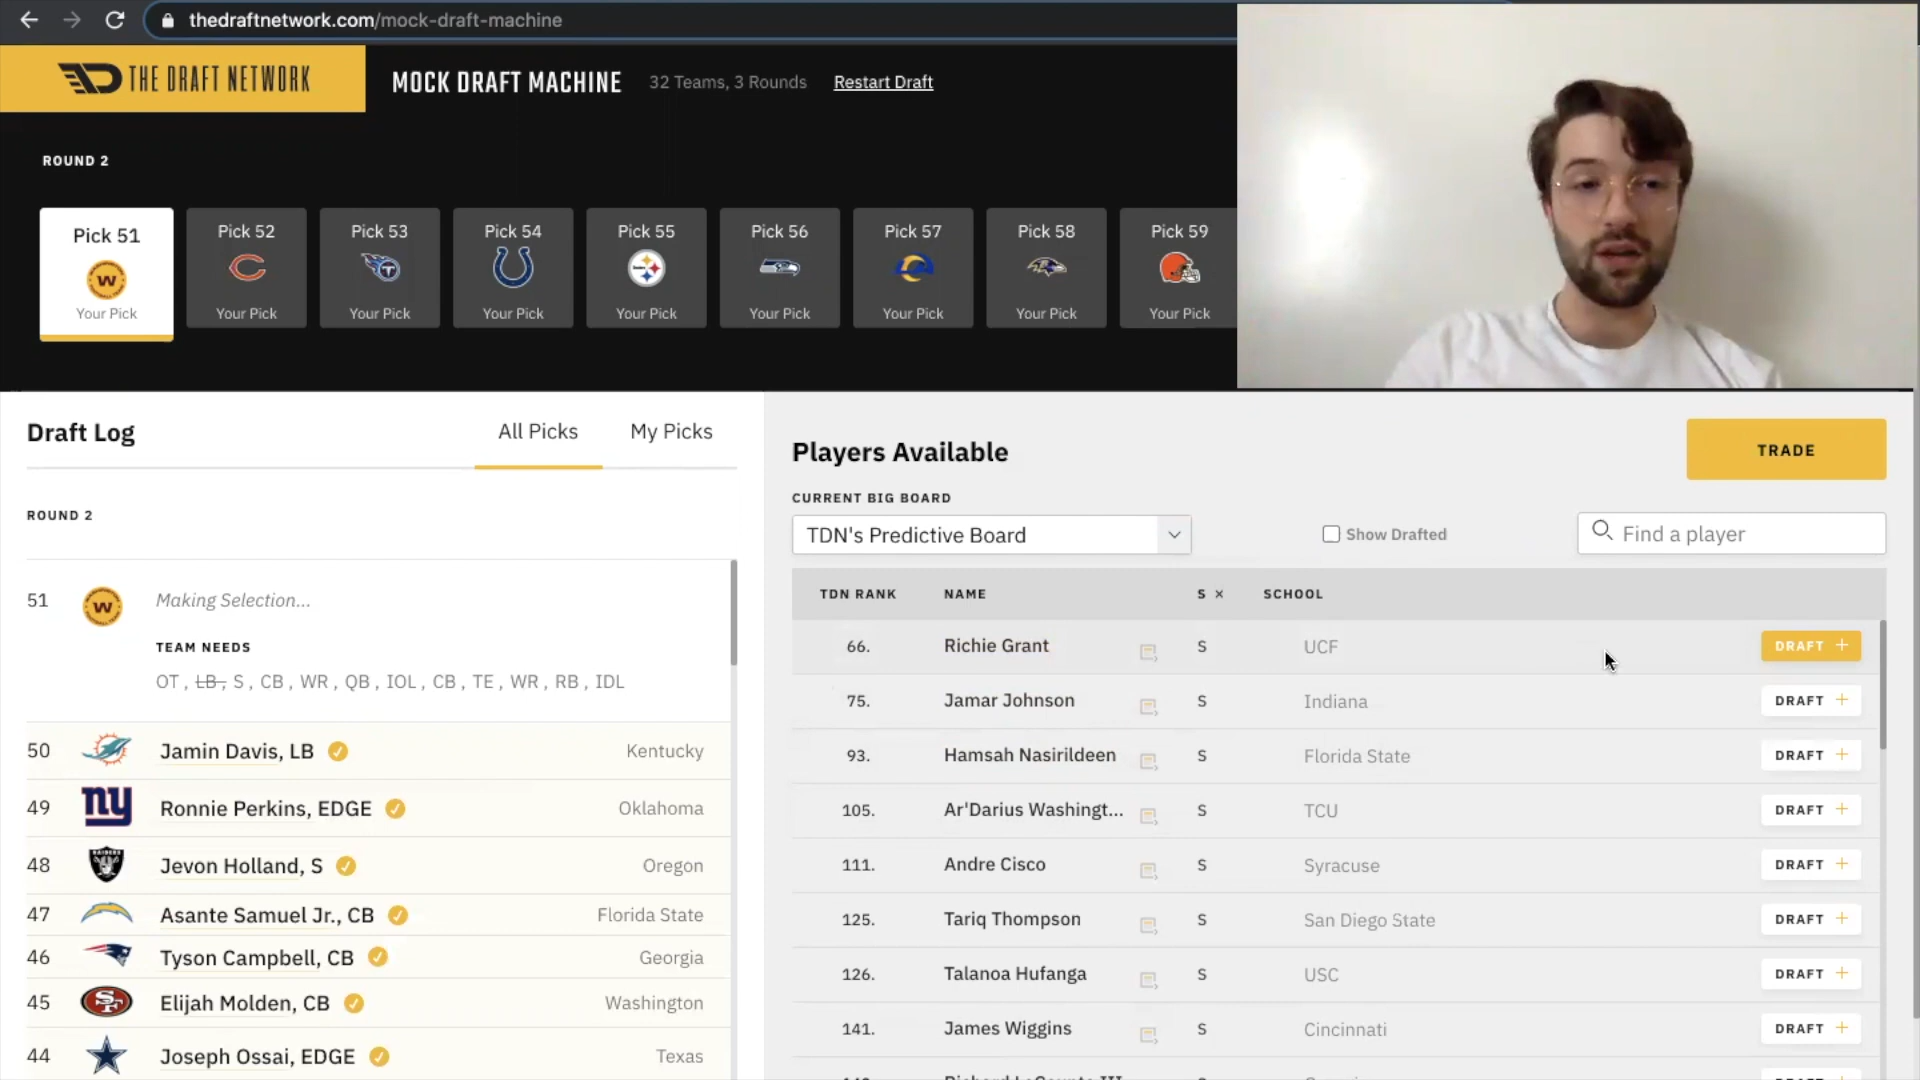 thedraftnetwork.com/mock-draft-machine
THE DRAFT NETWORK
MOCK DRAFT MACHINE
32 Teams, 3 Rounds
Restart Draft
ROUND 2
Pick 51
W
Your Pick
Pick 52
Your Pick
Pick 53
Your Pick
Pick 54
Your Pick
Pick 55
Your Pick
Pick 56
Your Pick
Pick 57
Your Pick
Pick 58
Your Pick
Pick 59
Your Pick
Draft Log
All Picks
My Picks
ROUND 2
51
W
Making Selection...
TEAM NEEDS
OT , LB , S , CB , WR , QB , IOL , CB , TE , WR , RB , IDL
50 Jamin Davis, LB Kentucky
49 ny Ronnie Perkins, EDGE Oklahoma
48 RAIDERS Jevon Holland, S Oregon
47 Asante Samuel Jr., CB Florida State
46 Tyson Campbell, CB Georgia
45 SF Elijah Molden, CB Washington
44 Joseph Ossai, EDGE Texas
Players Available
TRADE
CURRENT BIG BOARD
TDN's Predictive Board
Show Drafted
Find a player
TDN RANK NAME S × SCHOOL
66. Richie Grant S UCF DRAFT +
75. Jamar Johnson S Indiana DRAFT +
93. Hamsah Nasirildeen S Florida State DRAFT +
105. Ar'Darius Washingt... S TCU DRAFT +
111. Andre Cisco S Syracuse DRAFT +
125. Tariq Thompson S San Diego State DRAFT +
126. Talanoa Hufanga S USC DRAFT +
141. James Wiggins S Cincinnati DRAFT +